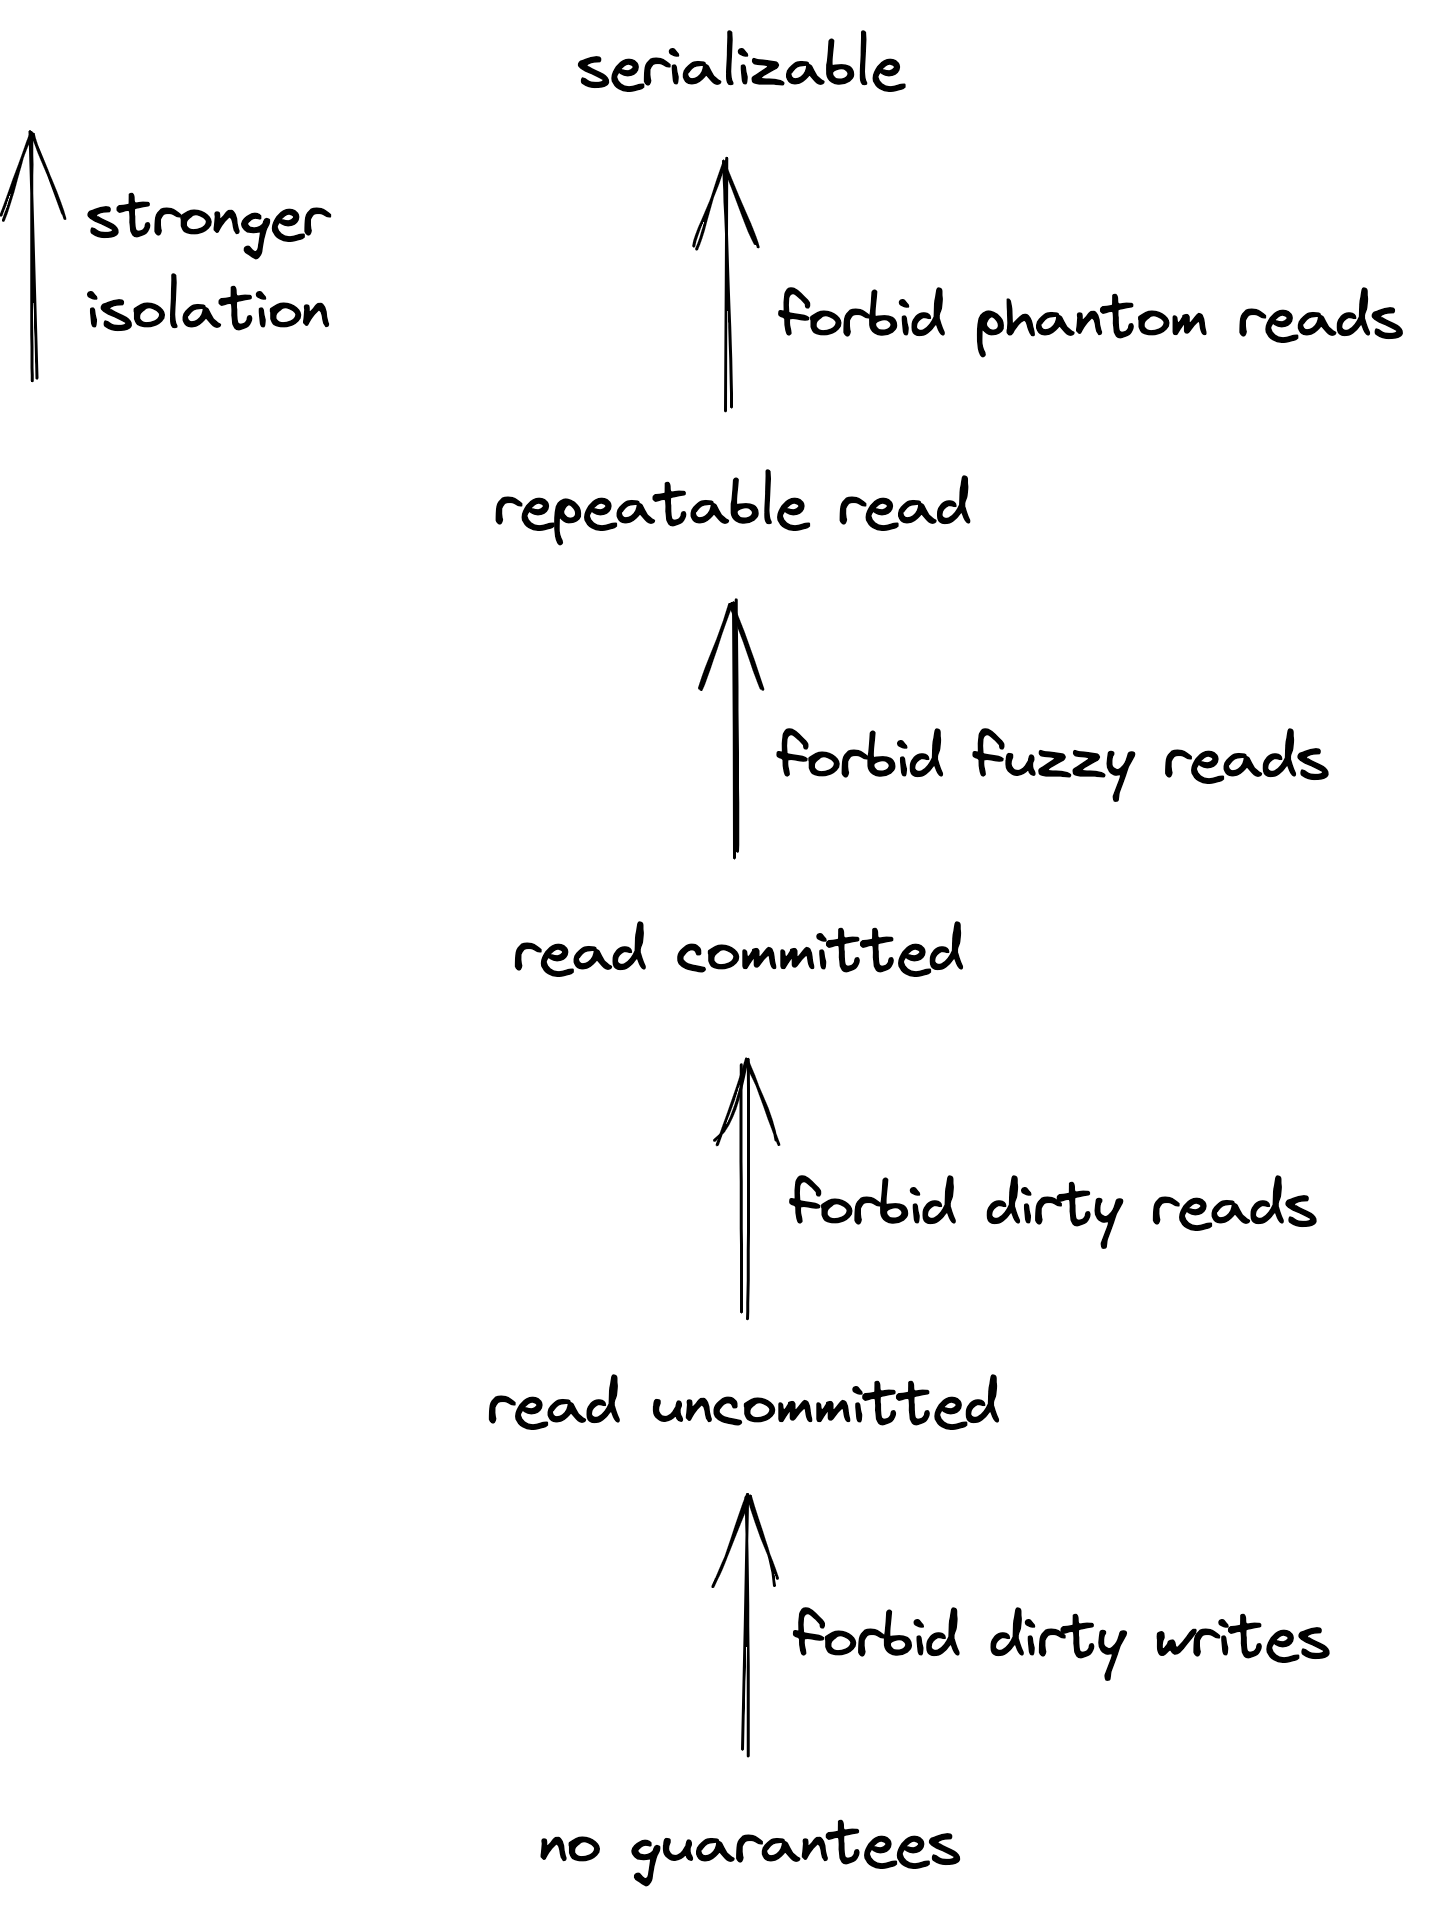 serializable
stronger
isolation
forbid phantom reads
repeatable read
forbid fuzzy reads
read committed
forbid dirty reads
read uncommitted
forbid dirty writes
no guarantees